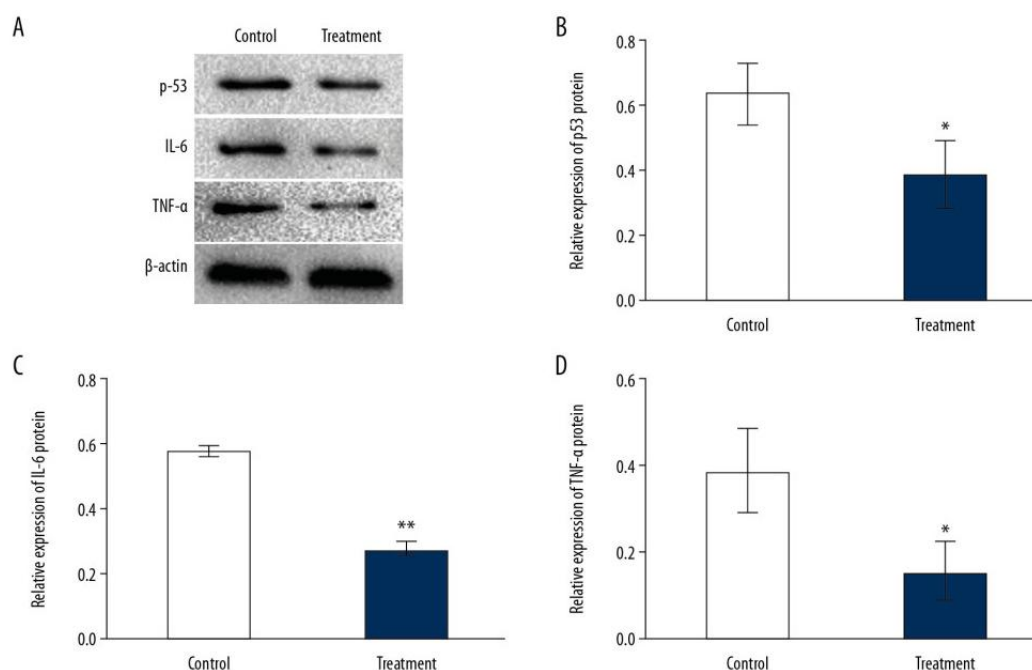 A
Control Treatment
p-53
IL-6
TNF-α
β-actin
B
Relative expression of p53 protein
0.8
0.6
0.4
0.2
0.0
*
Control Treatment
C
Relative expression of IL-6 protein
0.8
0.6
0.4
0.2
0.0
**
Control Treatment
D
Relative expression of TNF-α protein
0.6
0.4
0.2
0.0
*
Control Treatment